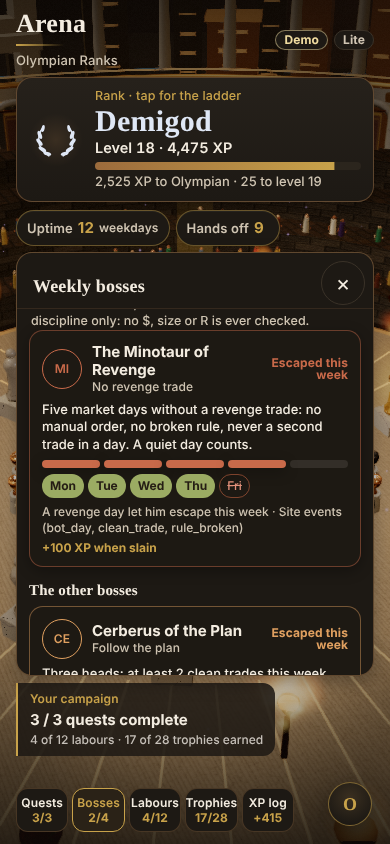 Arena
Olympian Ranks
Demo
Lite
Rank · tap for the ladder
Demigod
Level 18 · 4,475 XP
2,525 XP to Olympian · 25 to level 19
Uptime 12 weekdays
Hands off 9
Weekly bosses
×
discipline only: no $, size or R is ever checked.
MI
The Minotaur of
Revenge
No revenge trade
Escaped this
week
Five market days without a revenge trade: no
manual order, no broken rule, never a second
trade in a day. A quiet day counts.
Mon
Tue
Wed
Thu
Fri
A revenge day let him escape this week · Site events
(bot_day, clean_trade, rule_broken)
+100 XP when slain
The other bosses
CE
Cerberus of the Plan
Follow the plan
Escaped this
week
Three heads: at least 2 clean trades this week
Your campaign
3 / 3 quests complete
4 of 12 labours · 17 of 28 trophies earned
Quests
3/3
Bosses
2/4
Labours
4/12
Trophies
17/28
XP log
+415
O